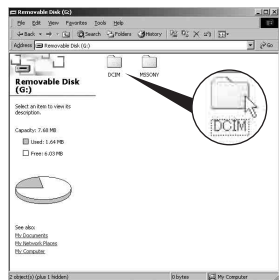 Removable Disk (G:)
File Edit View Favorites Tools Help
Back Search Folders History
Address Removable Disk (G:) Go
DCIM MSSONY
Removable Disk
(G:)
Select an item to view its
description.
Capacity: 7.68 MB
Used: 1.64 MB
Free: 6.03 MB
DCIM
See also:
My Documents
My Network Places
My Computer
2 object(s) (plus 1 hidden) 0 bytes My Computer